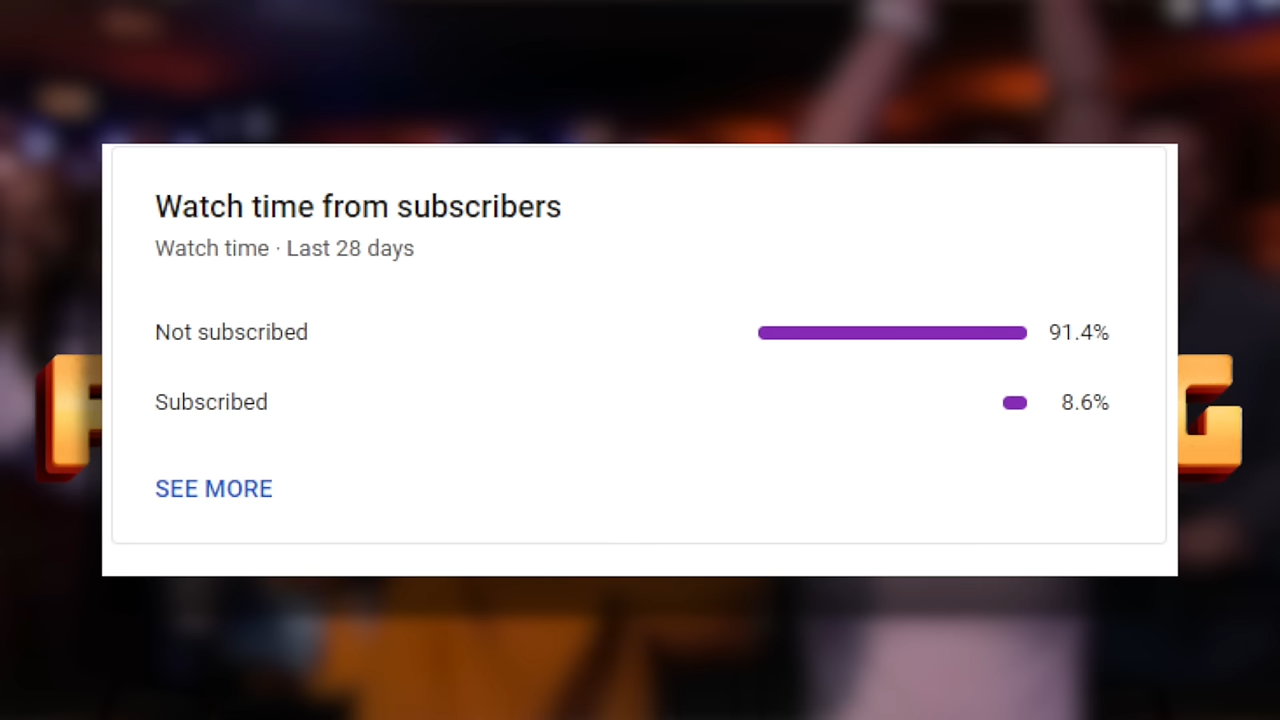 Watch time from subscribers
Watch time · Last 28 days
Not subscribed 91.4%
Subscribed 8.6%
SEE MORE
G